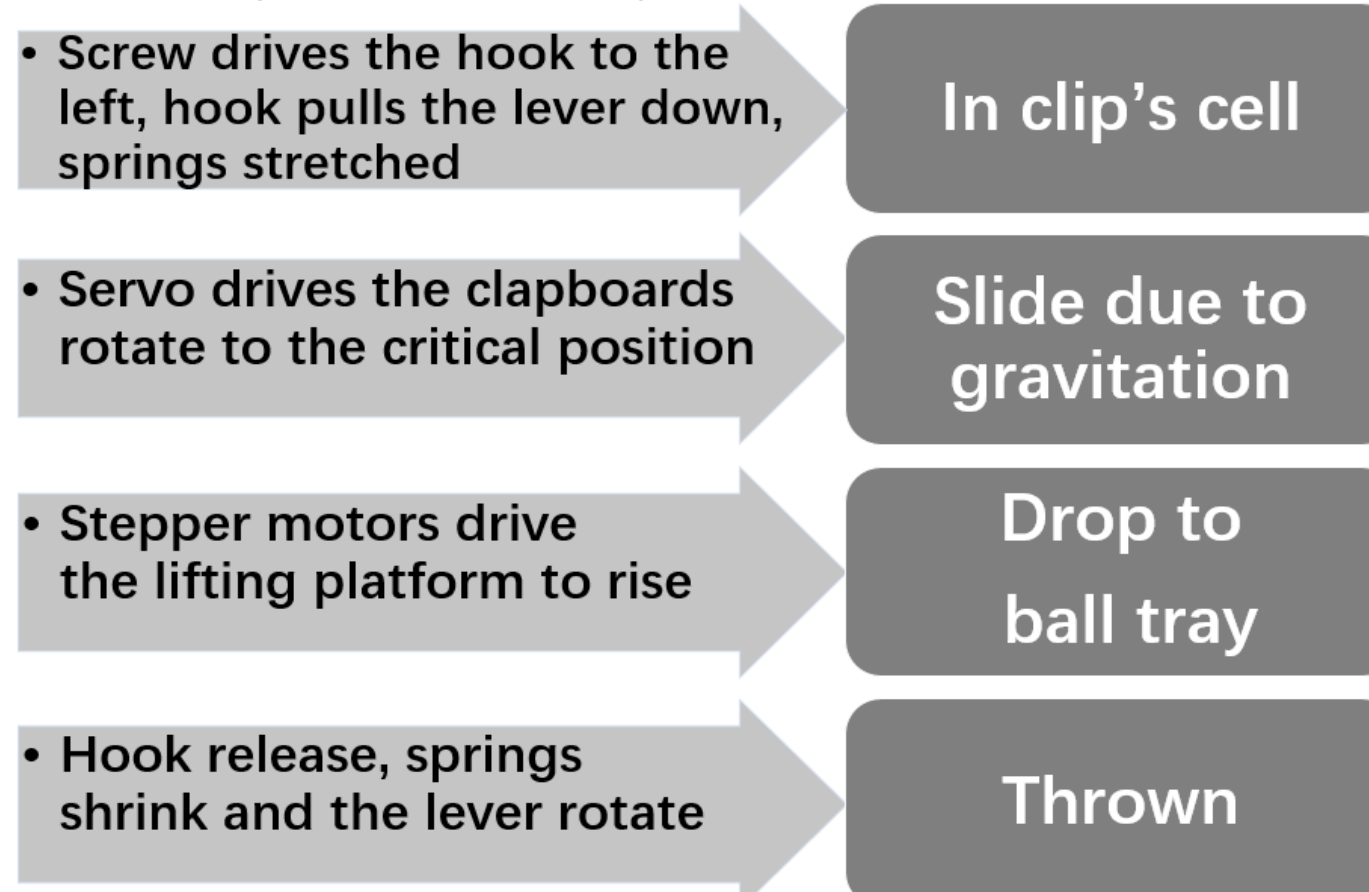 • Screw drives the hook to the
left, hook pulls the lever down,
springs stretched
In clip’s cell
• Servo drives the clapboards
rotate to the critical position
Slide due to
gravitation
• Stepper motors drive
the lifting platform to rise
Drop to
ball tray
• Hook release, springs
shrink and the lever rotate
Thrown